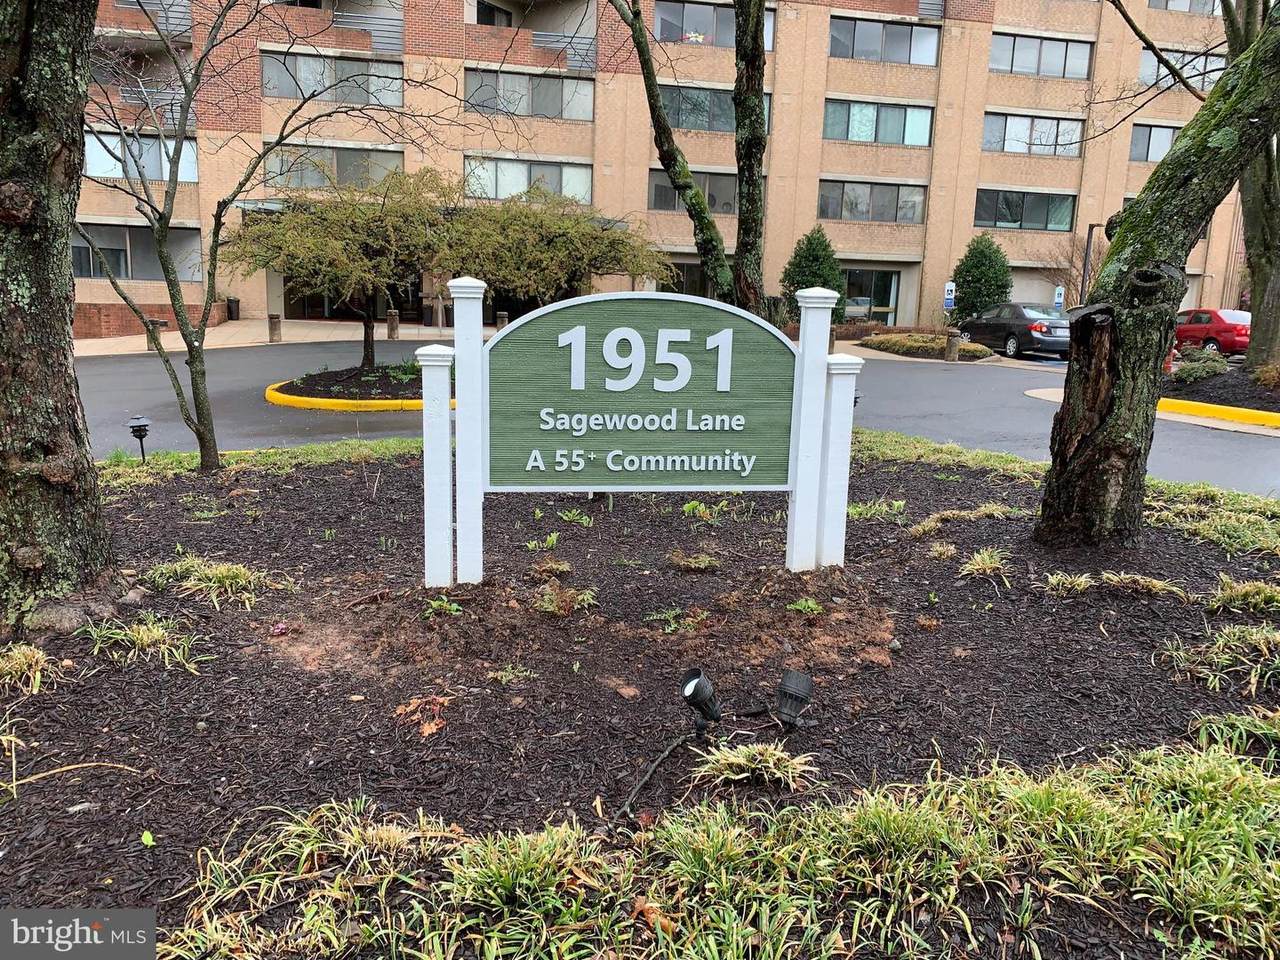 1951
Sagewood Lane
A 55+ Community
bright MLS